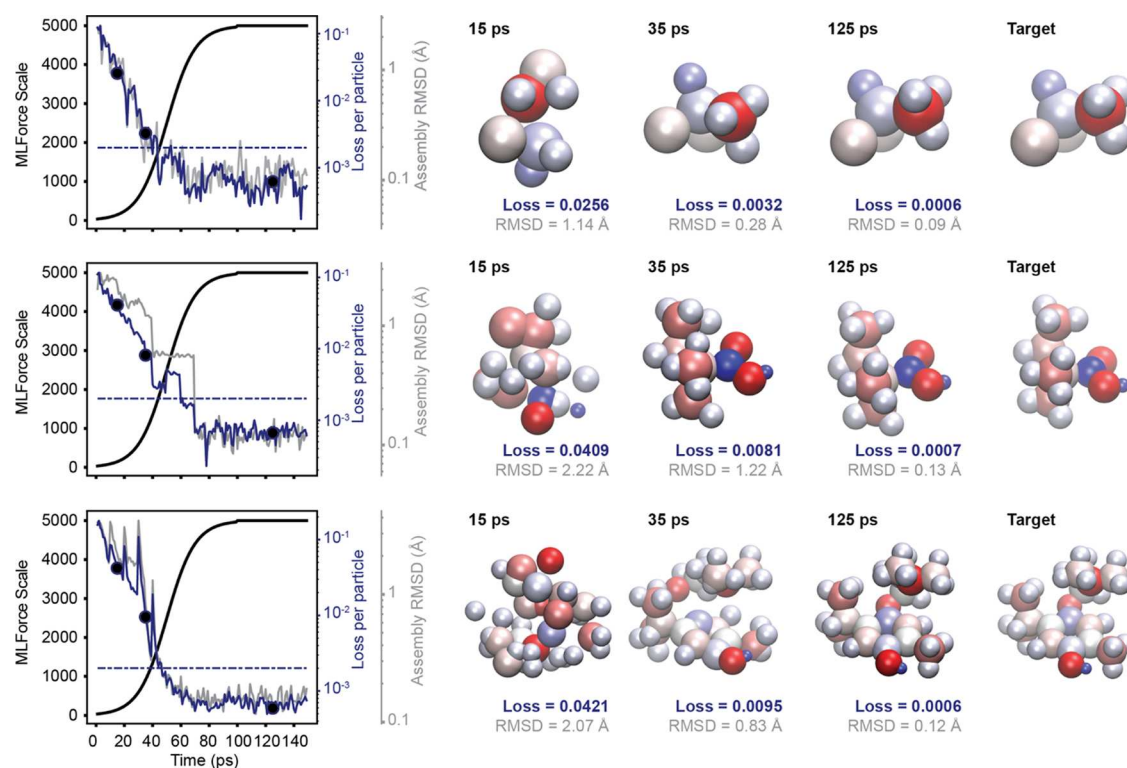 15 ps 35 ps 125 ps Target
5000
4000
3000
2000
1000
0
MLForce Scale
10⁻¹
10⁻²
10⁻³
Loss per particle
1
0.1
Assembly RMSD (Å)
Loss = 0.0256 Loss = 0.0032 Loss = 0.0006
RMSD = 1.14 Å RMSD = 0.28 Å RMSD = 0.09 Å
15 ps 35 ps 125 ps Target
5000
4000
3000
2000
1000
0
MLForce Scale
10⁻¹
10⁻²
10⁻³
Loss per particle
1
0.1
Assembly RMSD (Å)
Loss = 0.0409 Loss = 0.0081 Loss = 0.0007
RMSD = 2.22 Å RMSD = 1.22 Å RMSD = 0.13 Å
15 ps 35 ps 125 ps Target
5000
4000
3000
2000
1000
0
MLForce Scale
10⁻¹
10⁻²
10⁻³
Loss per particle
1
0.1
Assembly RMSD (Å)
0 20 40 60 80 100 120 140
Time (ps)
Loss = 0.0421 Loss = 0.0095 Loss = 0.0006
RMSD = 2.07 Å RMSD = 0.83 Å RMSD = 0.12 Å